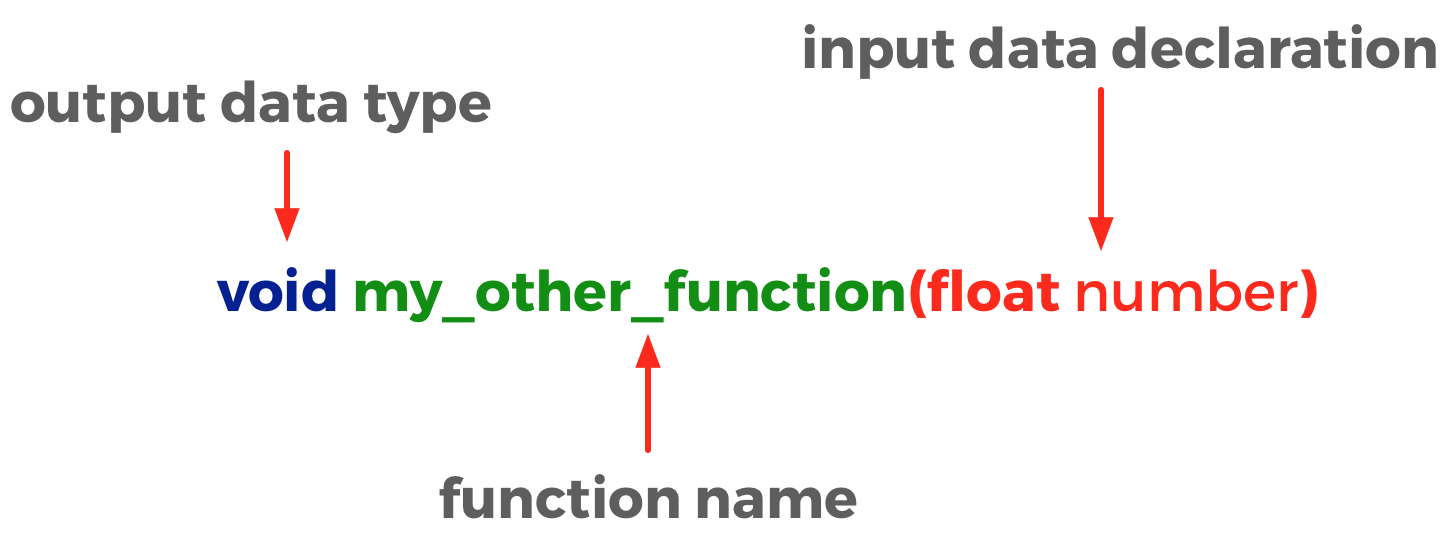 input data declaration
output data type
void my_other_function(float number)
function name